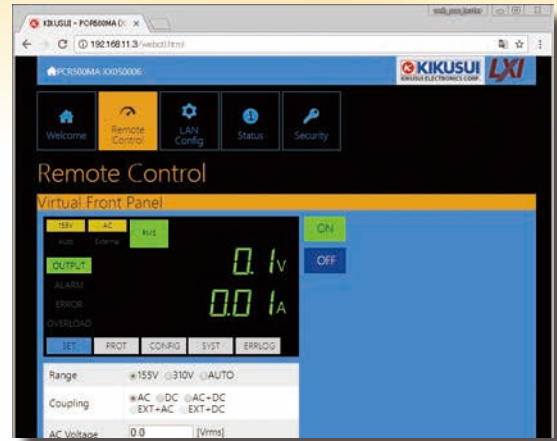 KIKUSUI - PCR500MA (
192.168.11.3/webctl.html
PCR500MA XX050006
KIKUSUI
KIKUSUI ELECTRONICS CORP.
LXI
Welcome
Remote Control
LAN Config
Status
Security
Remote Control
Virtual Front Panel
155V AC RMS ON
Auto External
OUTPUT 0.1V OFF
ALARM
ERROR 0.01A
OVERLOAD
SET PROT CONFIG SYST ERRLOG
Range 155V 310V AUTO
Coupling AC DC AC+DC
EXT+AC EXT+DC
AC Voltage 0.0 [Vrms]